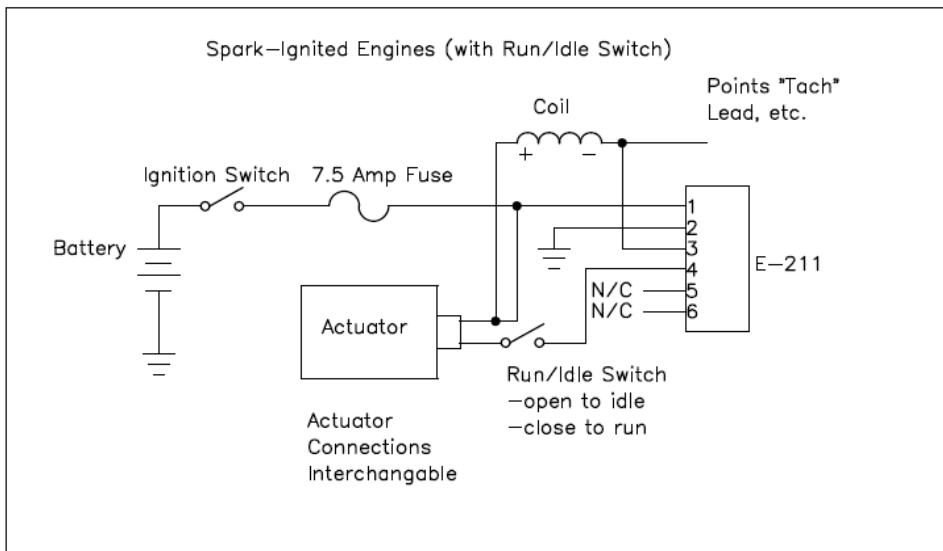 Spark-Ignited Engines (with Run/Idle Switch)
Points "Tach"
Lead, etc.
Coil
+ -
Ignition Switch 7.5 Amp Fuse
1
2
3
4
5
6
E-211
Battery
N/C
N/C
Actuator
Run/Idle Switch
-open to idle
-close to run
Actuator
Connections
Interchangable